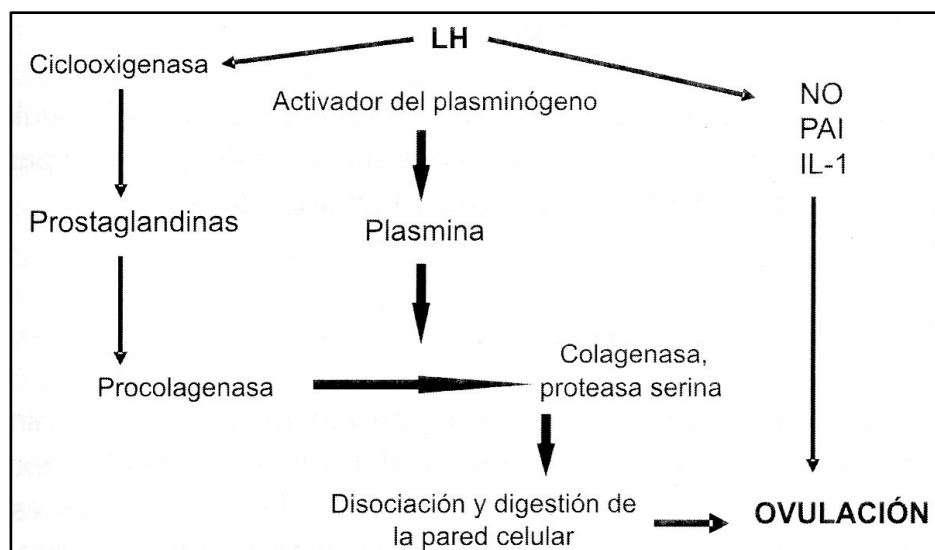 LH
Ciclooxigenasa
Activador del plasminógeno
NO
PAI
IL-1
Prostaglandinas
Plasmina
Procolagenasa
Colagenasa,
proteasa serina
Disociación y digestión de
la pared celular
OVULACIÓN